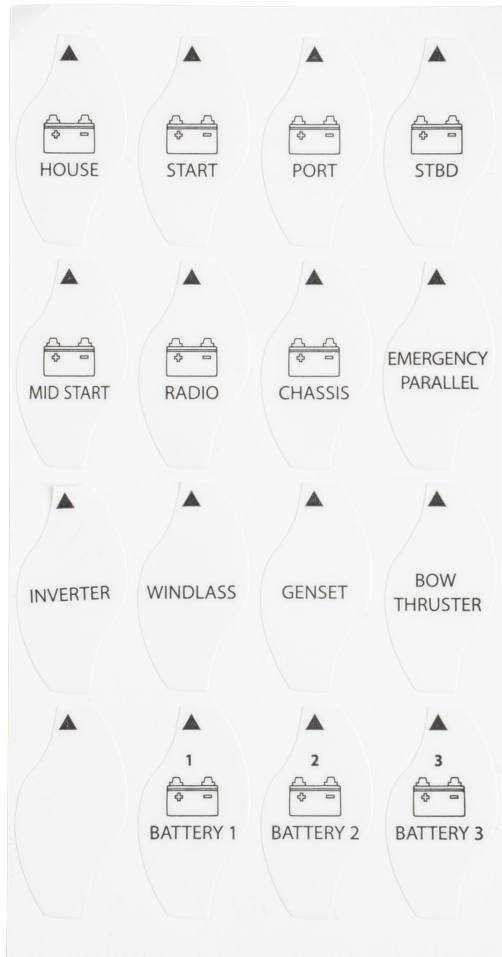 HOUSE
START
PORT
STBD
MID START
RADIO
CHASSIS
EMERGENCY
PARALLEL
INVERTER
WINDLASS
GENSET
BOW
THRUSTER
1
BATTERY 1
2
BATTERY 2
3
BATTERY 3